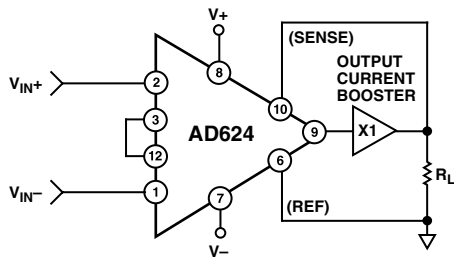 V+
(SENSE)
OUTPUT
CURRENT
BOOSTER
8
VIN+
2
10
3
AD624
9
X1
12
6
RL
VIN–
1
7
(REF)
V–